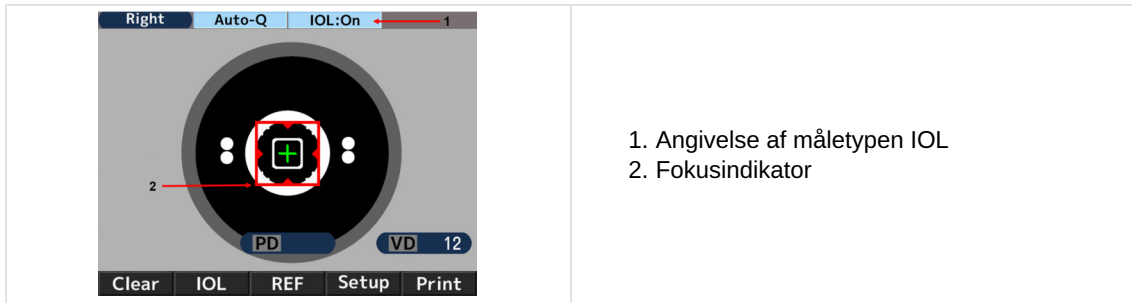 Right Auto-Q IOL:On 1
2
PD VD 12
Clear IOL REF Setup Print
1. Angivelse af måletypen IOL
2. Fokusindikator